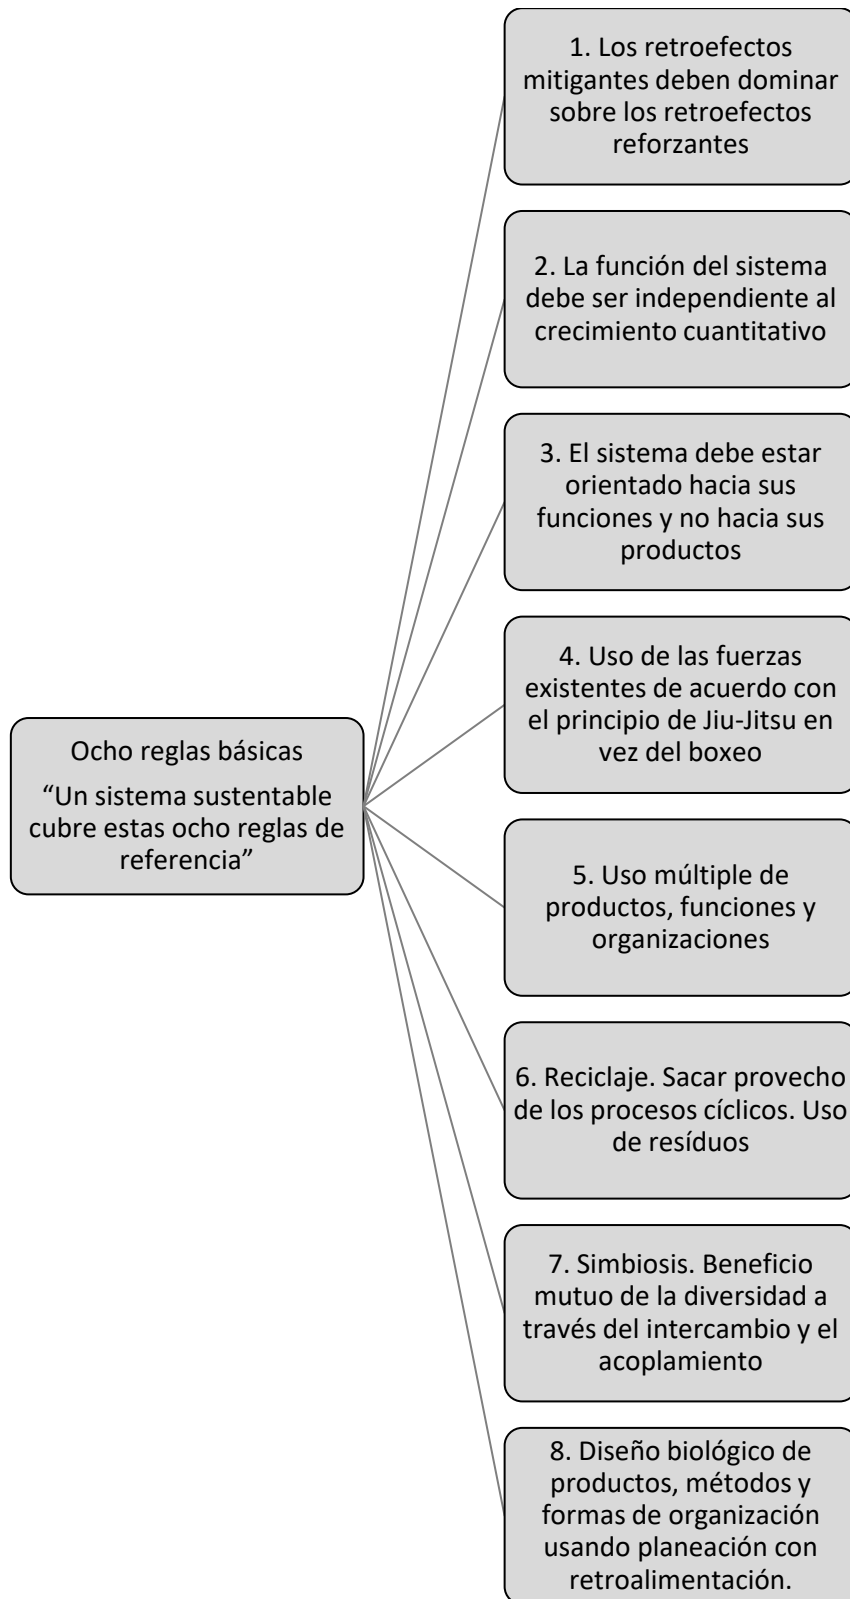 1. Los retroefectos
mitigantes deben dominar
sobre los retroefectos
reforzantes
2. La función del sistema
debe ser independiente al
crecimiento cuantitativo
3. El sistema debe estar
orientado hacia sus
funciones y no hacia sus
productos
4. Uso de las fuerzas
existentes de acuerdo con
el principio de Jiu-Jitsu en
vez del boxeo
Ocho reglas básicas
“Un sistema sustentable
cubre estas ocho reglas de
referencia”
5. Uso múltiple de
productos, funciones y
organizaciones
6. Reciclaje. Sacar provecho
de los procesos cíclicos. Uso
de resíduos
7. Simbiosis. Beneficio
mutuo de la diversidad a
través del intercambio y el
acoplamiento
8. Diseño biológico de
productos, métodos y
formas de organización
usando planeación con
retroalimentación.